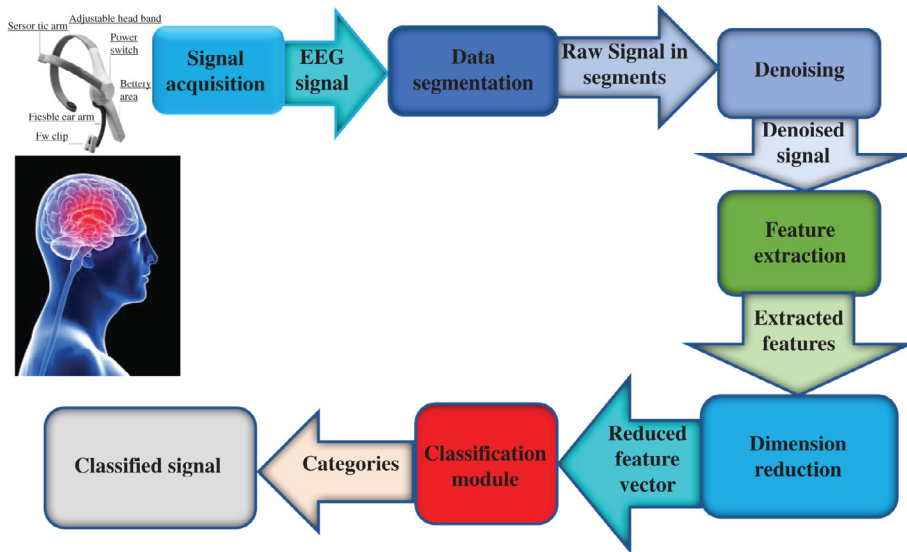 Adjustable head band
Sersor tic arm
Power
switch
Bettery
area
Fiesble ear arm
Fw clip
Signal
acquisition
EEG
signal
Data
segmentation
Raw Signal in
segments
Denoising
Denoised
signal
Feature
extraction
Extracted
features
Dimension
reduction
Reduced
feature
vector
Classification
module
Categories
Classified signal